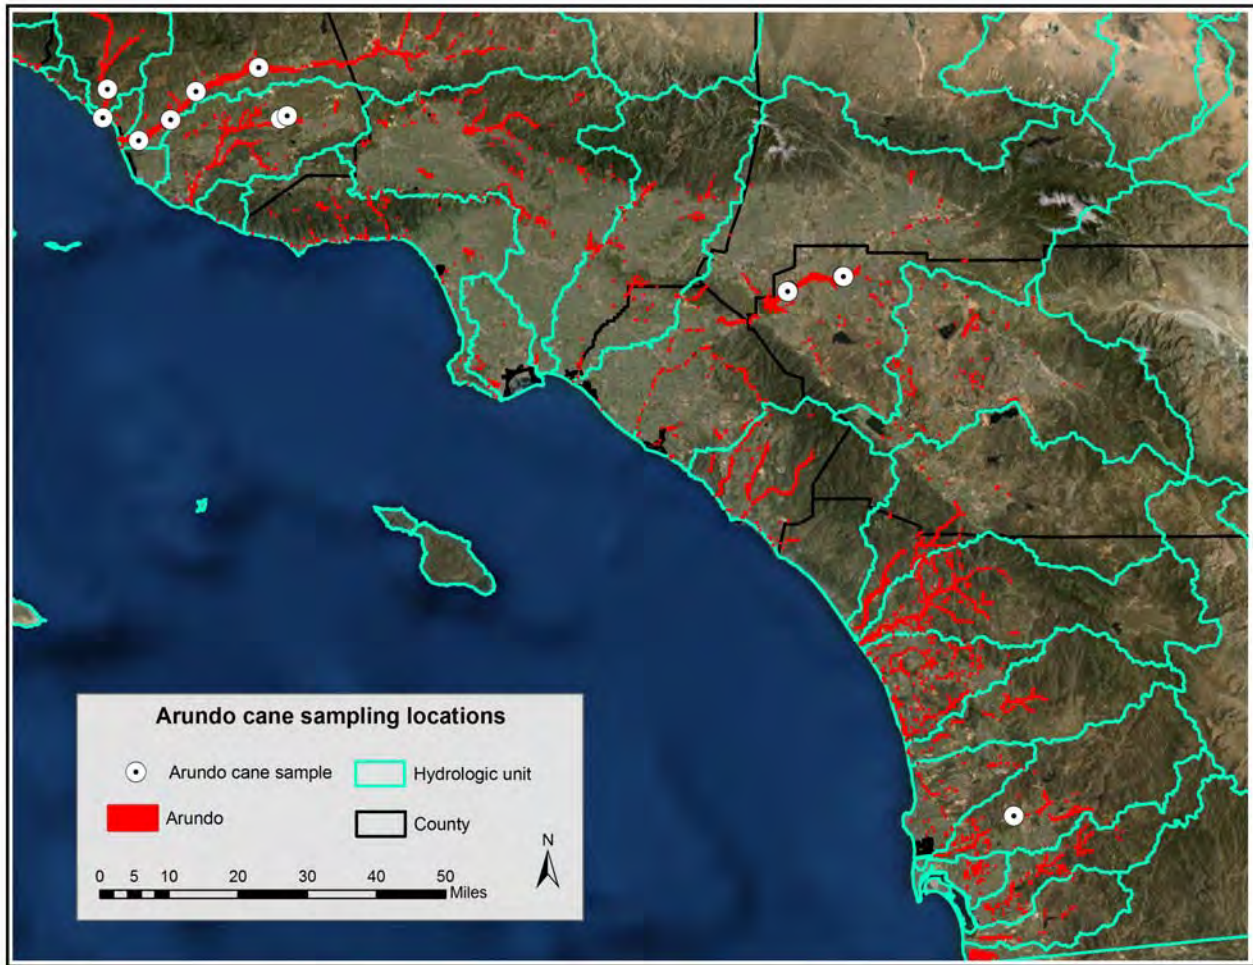 Arundo cane sampling locations
Arundo cane sample
Hydrologic unit
Arundo
County
N
0 5 10 20 30 40 50
Miles